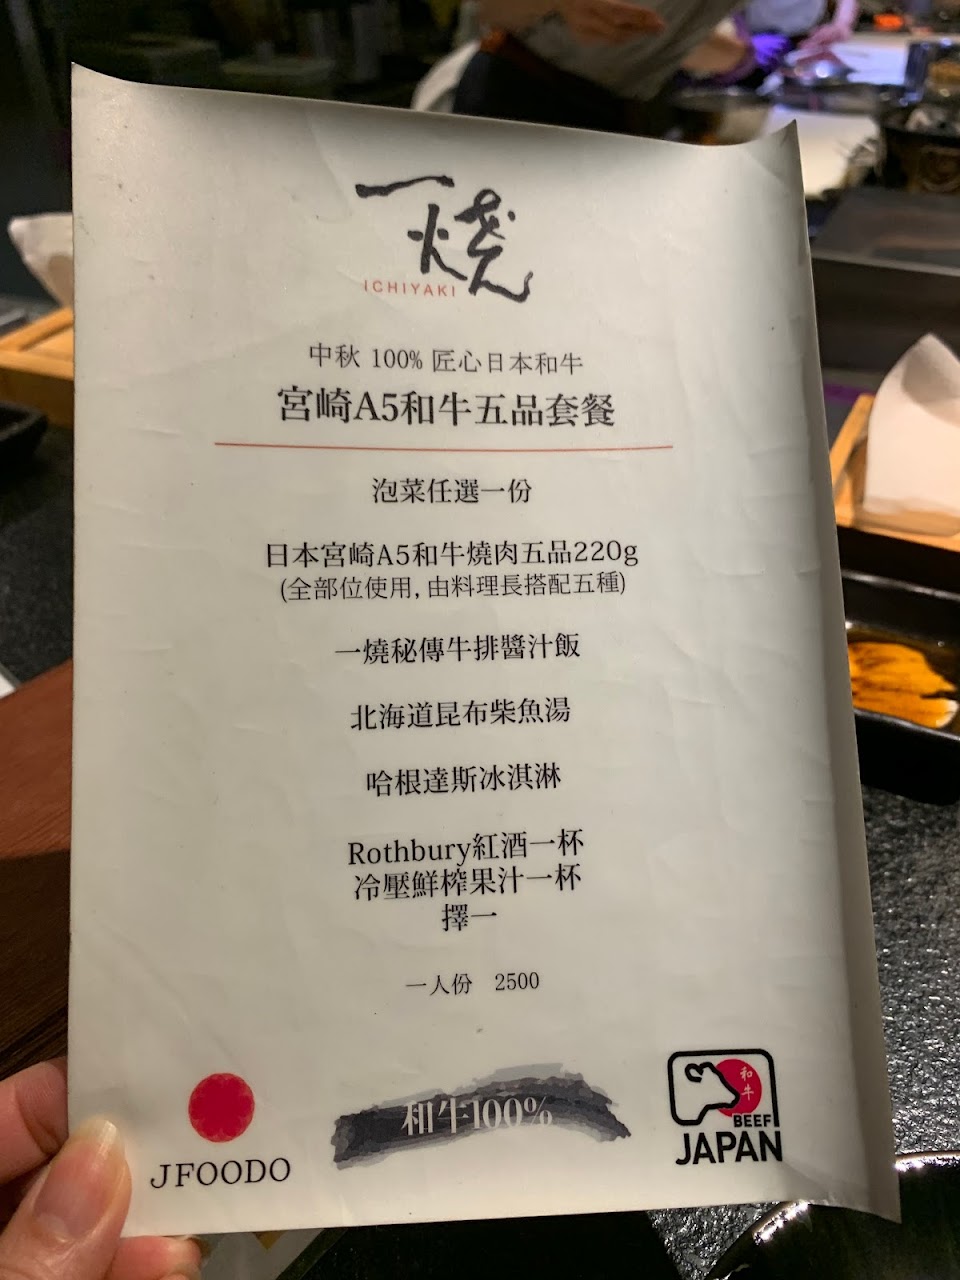 一燒
ICHIYAKI
中秋 100% 匠心日本和牛
宮崎A5和牛五品套餐
泡菜任選一份
日本宮崎A5和牛燒肉五品220g
(全部位使用, 由料理長搭配五種)
一燒秘傳牛排醬汁飯
北海道昆布柴魚湯
哈根達斯冰淇淋
Rothbury紅酒一杯
冷壓鮮榨果汁一杯
擇一
一人份 2500
JFOODO
和牛100%
和牛
BEEF
JAPAN